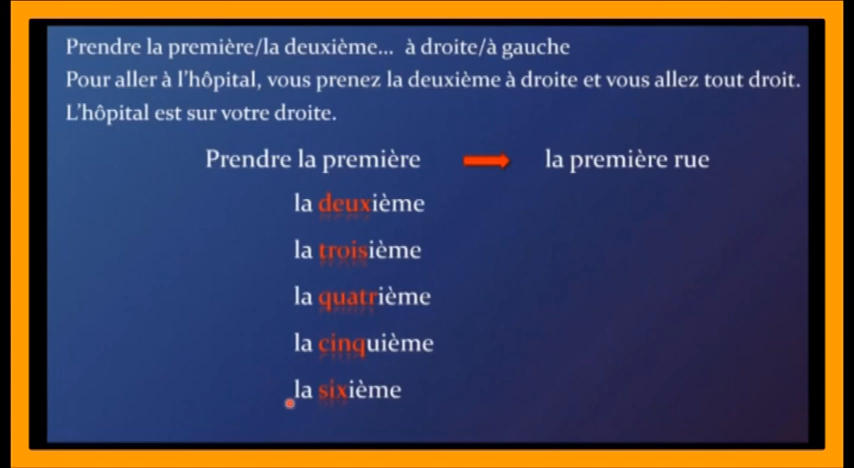 Prendre la première/la deuxième... à droite/à gauche
Pour aller à l'hôpital, vous prenez la deuxième à droite et vous allez tout droit.
L'hôpital est sur votre droite.
Prendre la première la première rue
la deuxième
la troisième
la quatrième
la cinquième
la sixième